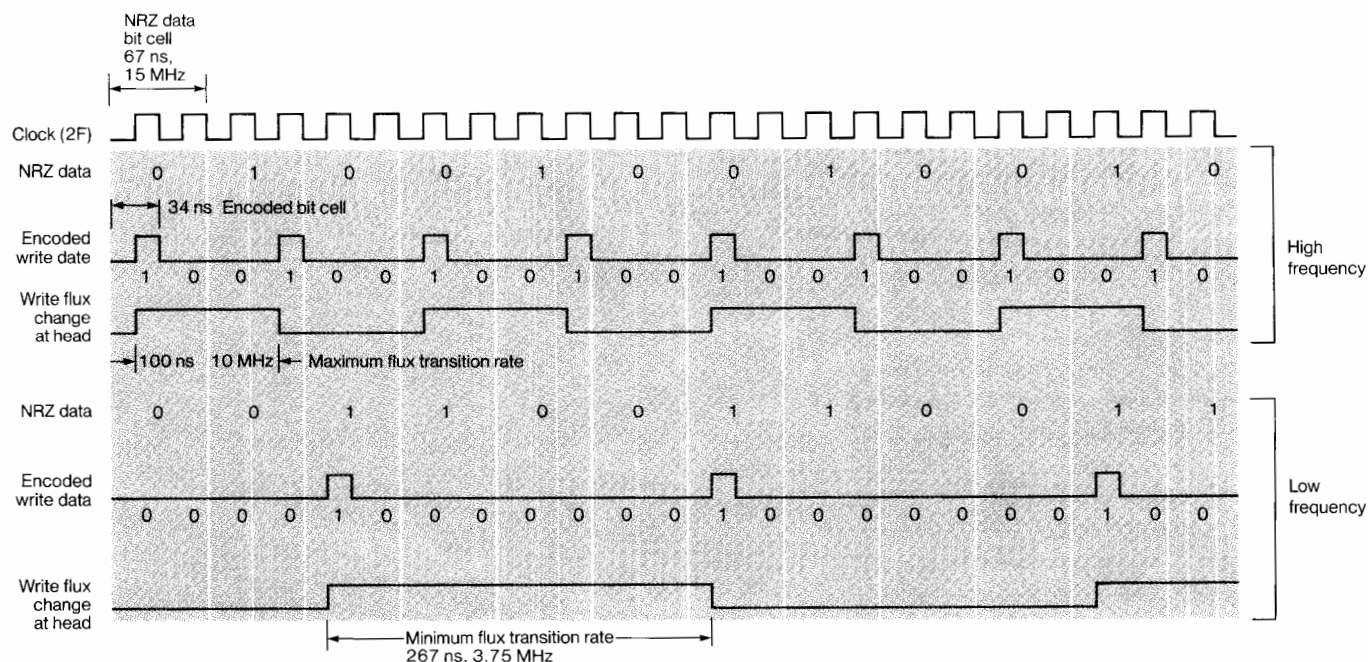 NRZ data
bit cell
67 ns,
15 MHz
Clock (2F)
NRZ data 0 1 0 0 1 0 0 1 0 0 1 0
34 ns Encoded bit cell
Encoded
write date
1 0 0 1 0 0 1 0 0 1 0 0 1 0 0 1 0 0 1 0 0 1 0
High
frequency
Write flux
change
at head
100 ns 10 MHz Maximum flux transition rate
NRZ data 0 0 1 1 0 0 1 1 0 0 1 1
Encoded
write data
0 0 0 0 1 0 0 0 0 0 0 0 1 0 0 0 0 0 0 0 1 0 0
Low
frequency
Write flux
change
at head
Minimum flux transition rate
267 ns, 3.75 MHz